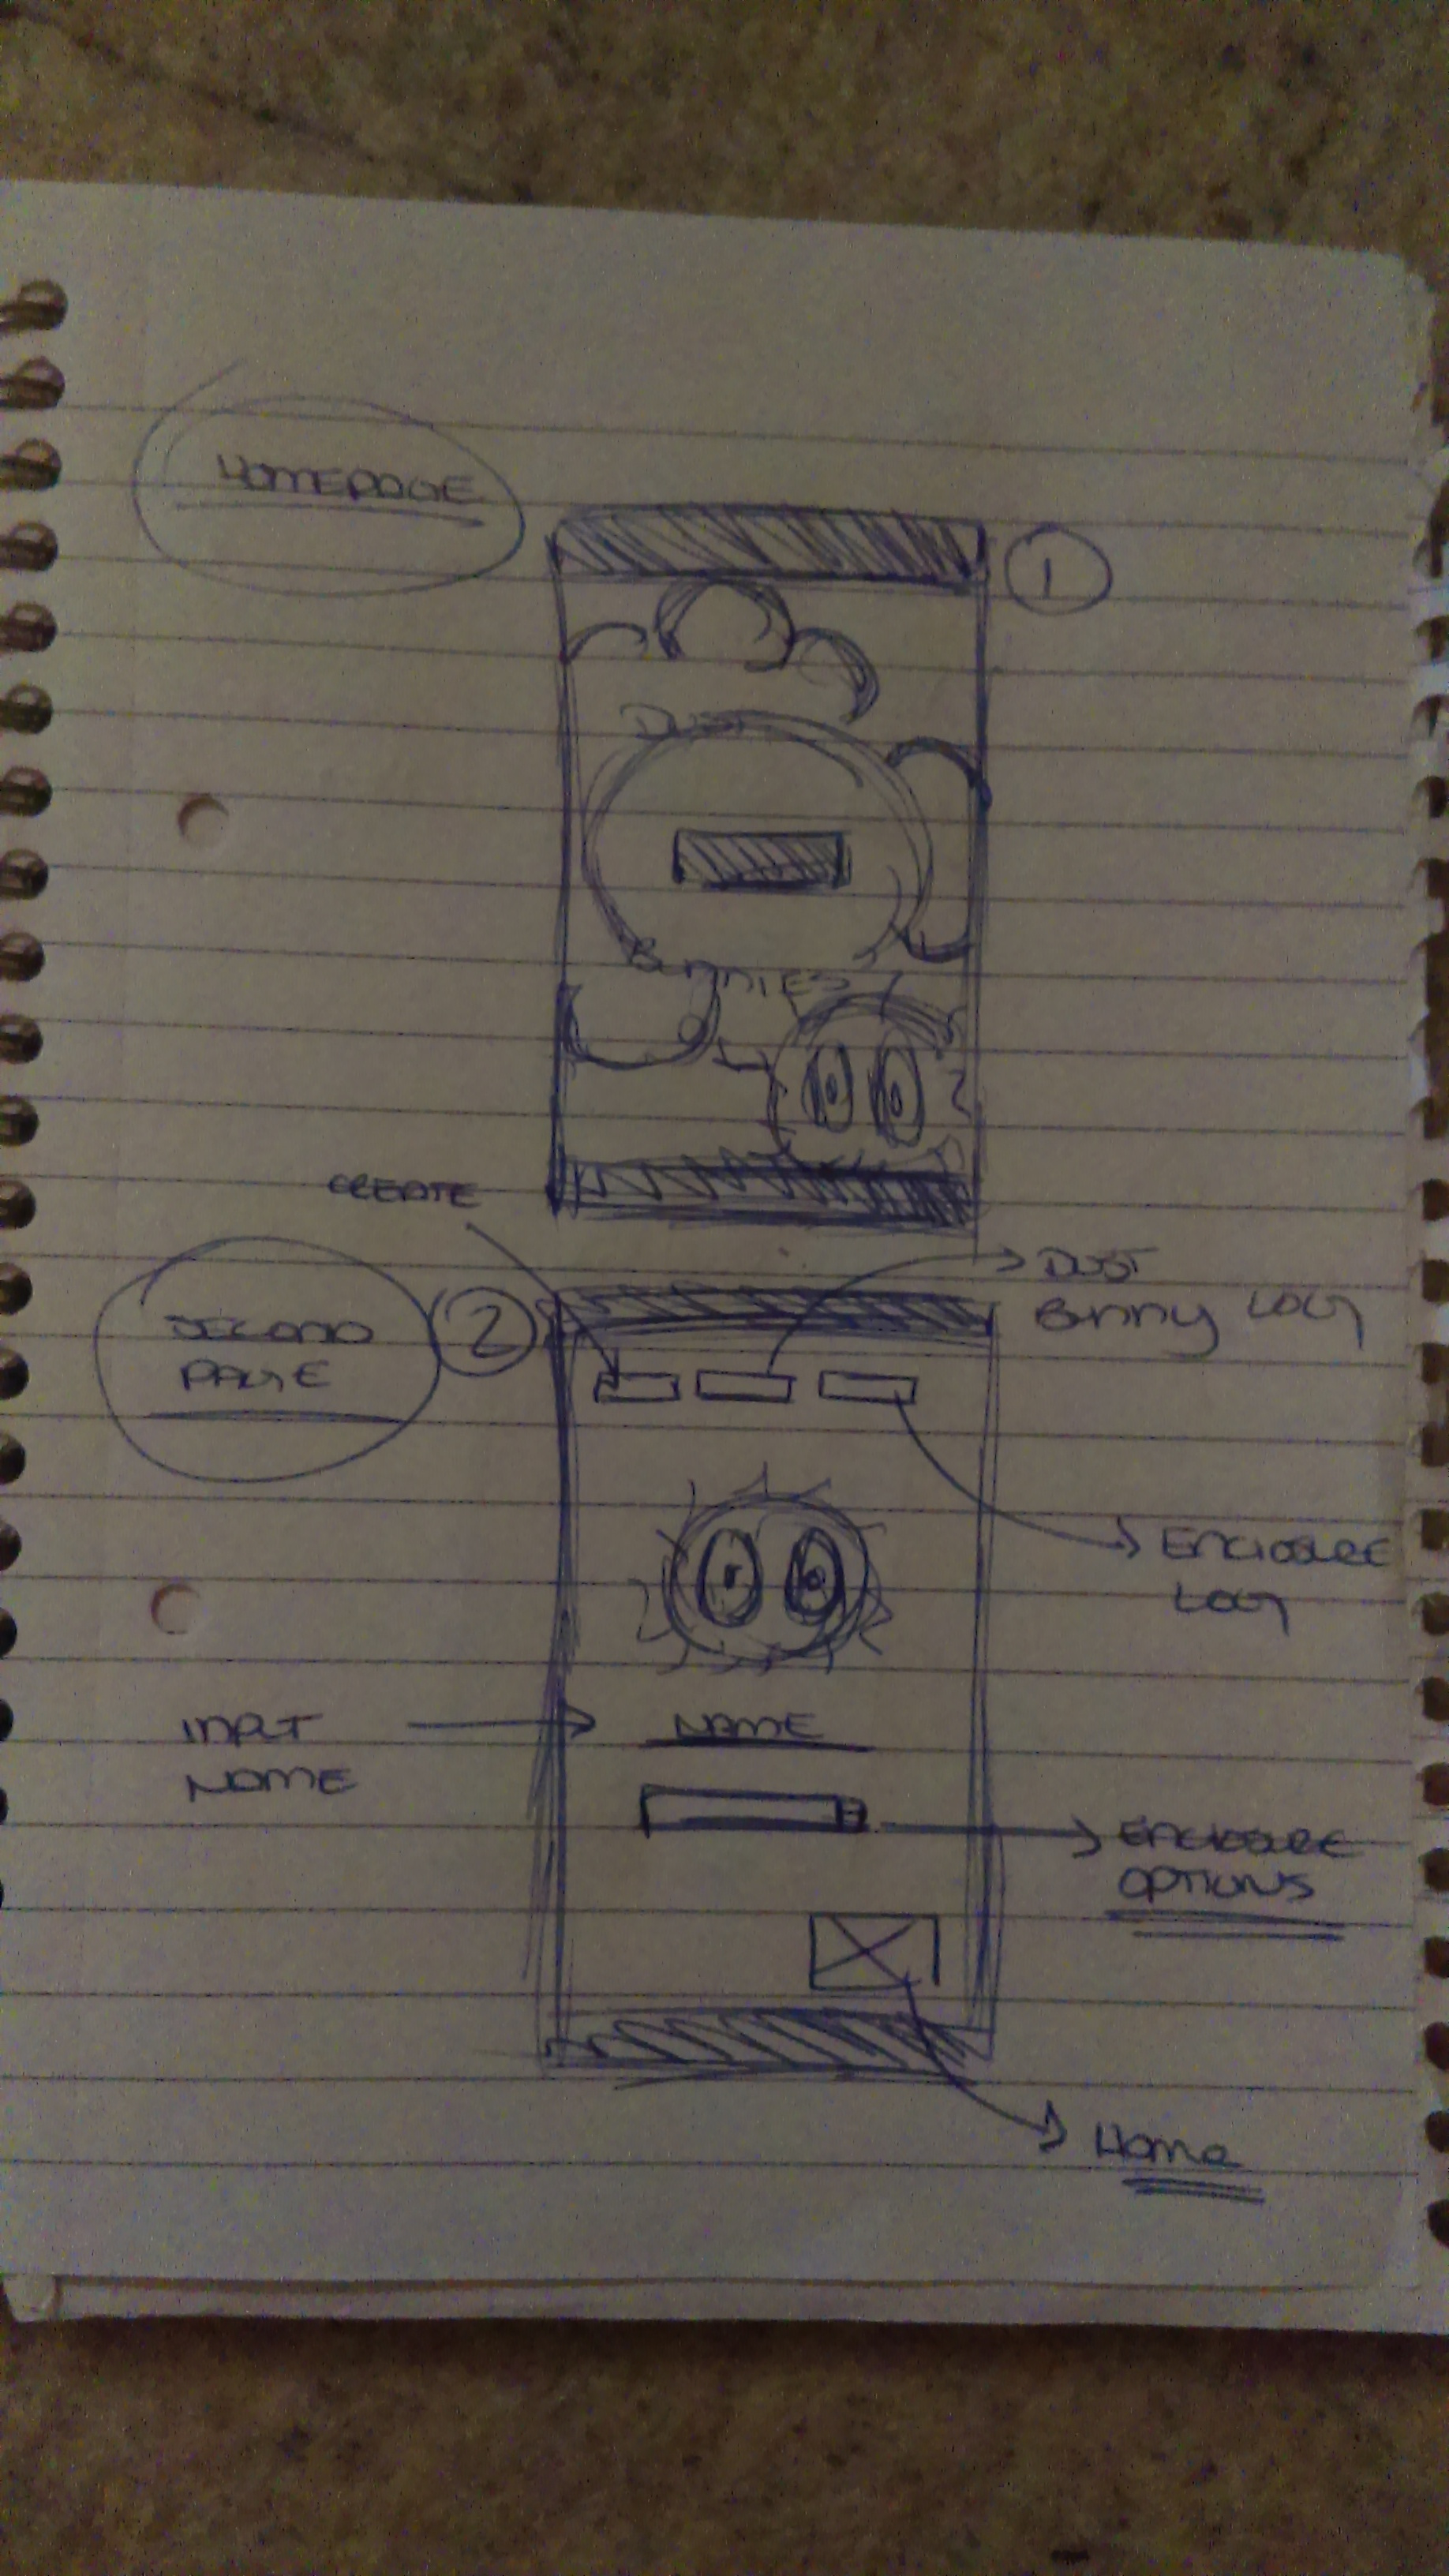 HOMEPAGE
1
DUST
BUNNIES
CREATE
SECOND
PAGE
2
DUST
Bunny LOG
ENCLOSURE
LOG
INPUT
NAME
NAME
ENCLOSURE
OPTIONS
Home